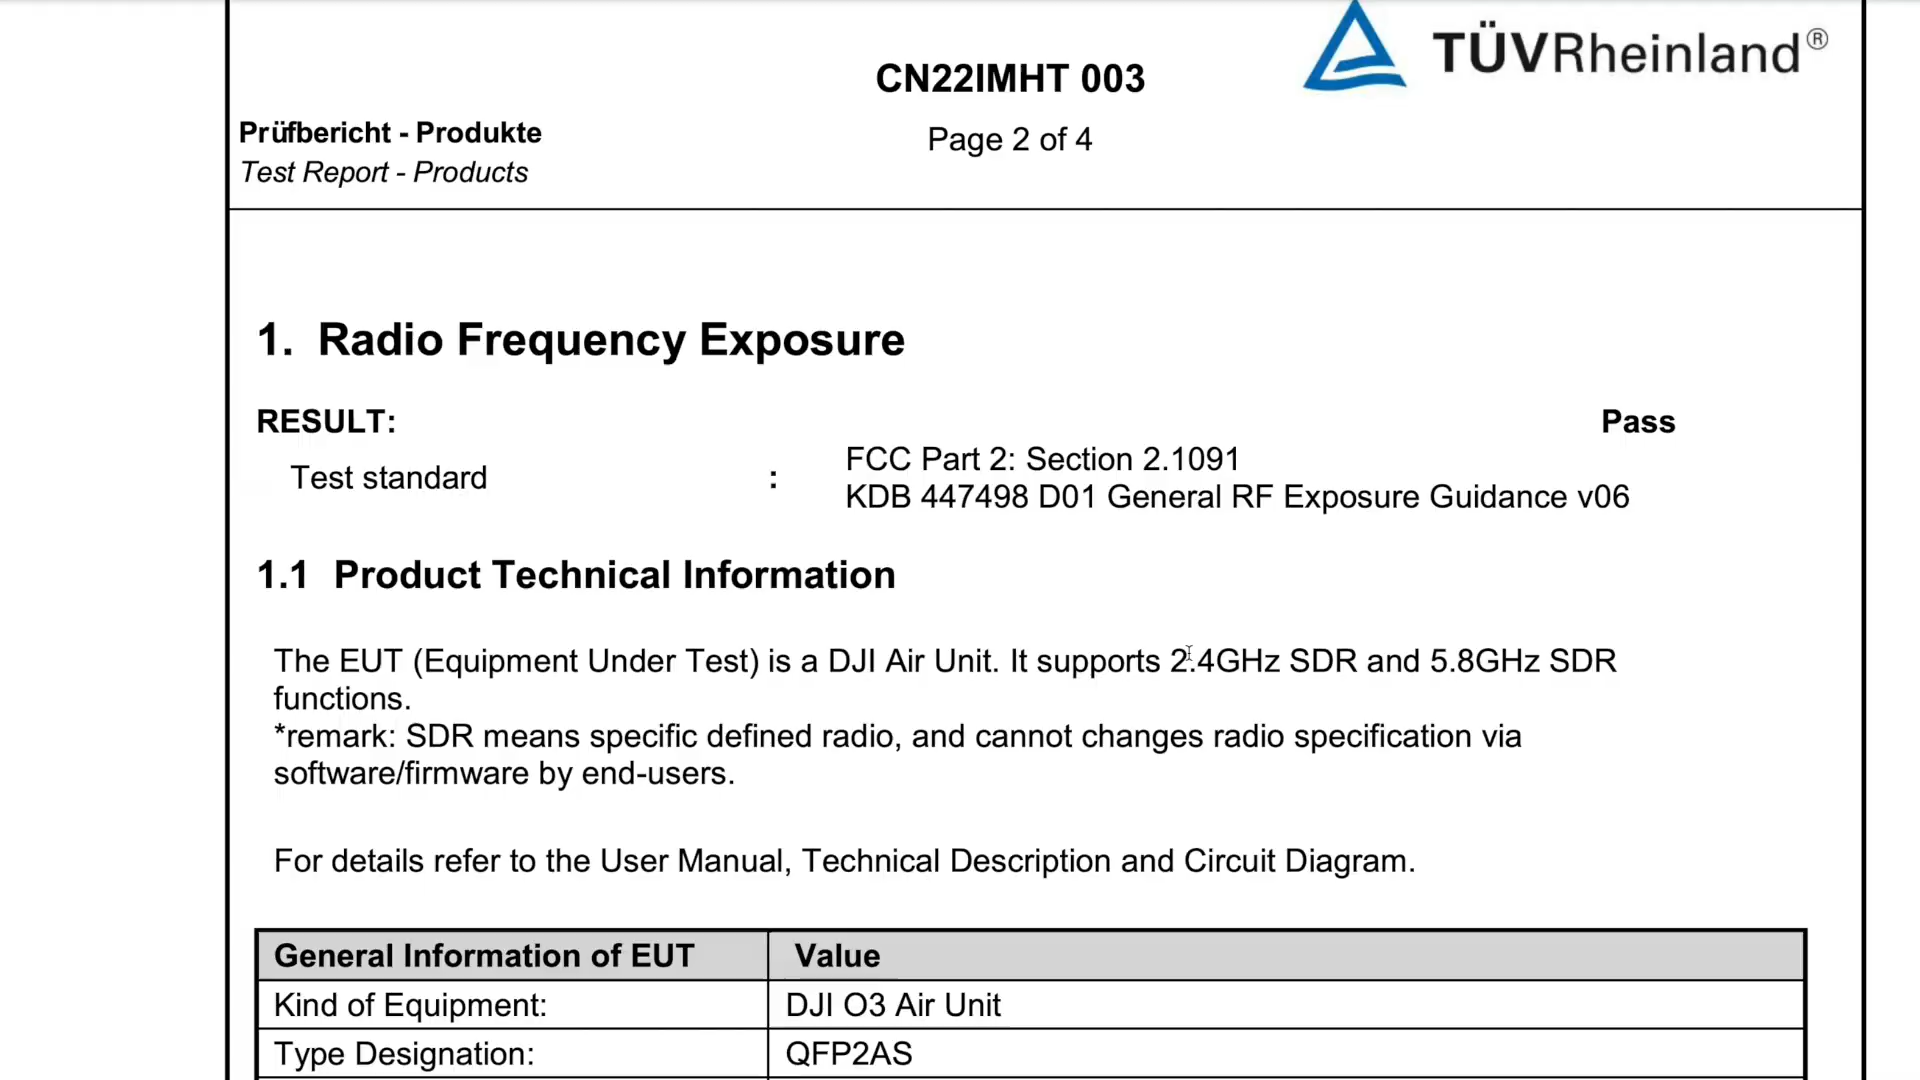 TÜVRheinland®
CN22IMHT 003
Prüfbericht - Produkte
Page 2 of 4
Test Report - Products
1. Radio Frequency Exposure
RESULT: Pass
Test standard : FCC Part 2: Section 2.1091
KDB 447498 D01 General RF Exposure Guidance v06
1.1 Product Technical Information
The EUT (Equipment Under Test) is a DJI Air Unit. It supports 2.4GHz SDR and 5.8GHz SDR
functions.
*remark: SDR means specific defined radio, and cannot changes radio specification via
software/firmware by end-users.
For details refer to the User Manual, Technical Description and Circuit Diagram.
General Information of EUT Value
Kind of Equipment: DJI O3 Air Unit
Type Designation: QFP2AS